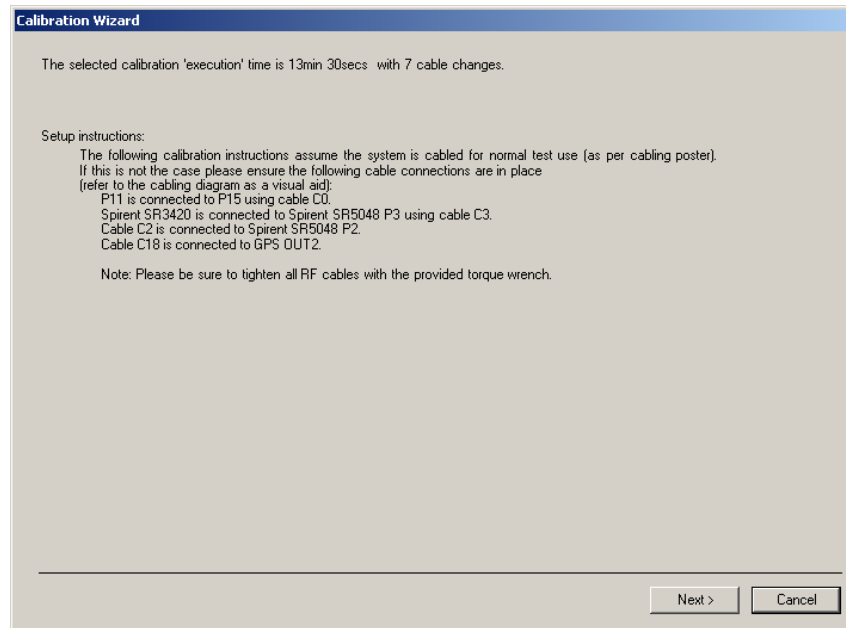 Calibration Wizard
The selected calibration 'execution' time is 13min 30secs  with 7 cable changes.
Setup instructions:
The following calibration instructions assume the system is cabled for normal test use (as per cabling poster).
If this is not the case please ensure the following cable connections are in place
(refer to the cabling diagram as a visual aid):
P11 is connected to P15 using cable C0.
Spirent SR3420 is connected to Spirent SR5048 P3 using cable C3.
Cable C2 is connected to Spirent SR5048 P2.
Cable C18 is connected to GPS OUT2.
Note: Please be sure to tighten all RF cables with the provided torque wrench.
Next >
Cancel